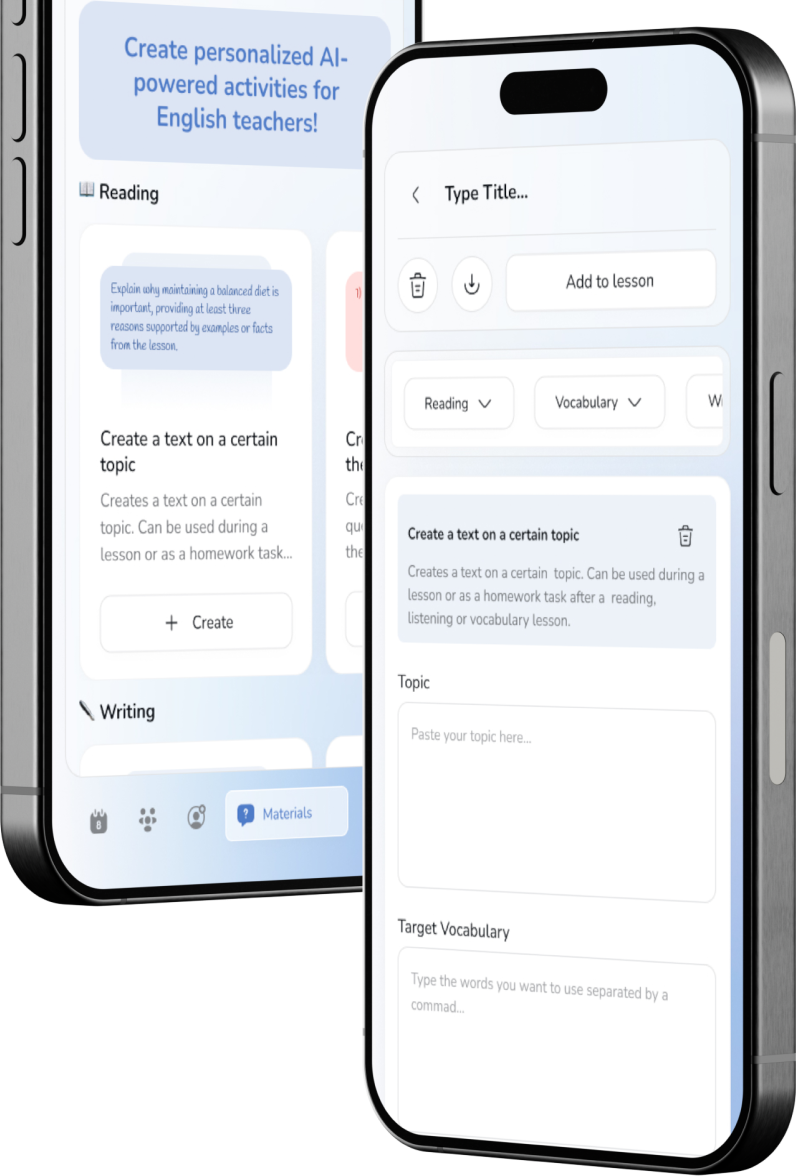 Create personalized AI-
powered activities for
English teachers!
Reading
Explain why maintaining a balanced diet is
important, providing at least three
reasons supported by examples or facts
from the lesson.
1)
Create a text on a certain
topic
Creates a text on a certain
topic. Can be used during a
lesson or as a homework task...
+ Create
Cr
the
Cre
que
the
Writing
8
?
Materials
Type Title...
Add to lesson
Reading
Vocabulary
Wr
Create a text on a certain topic
Creates a text on a certain topic. Can be used during a
lesson or as a homework task after a reading,
listening or vocabulary lesson.
Topic
Paste your topic here...
Target Vocabulary
Type the words you want to use separated by a
commad...